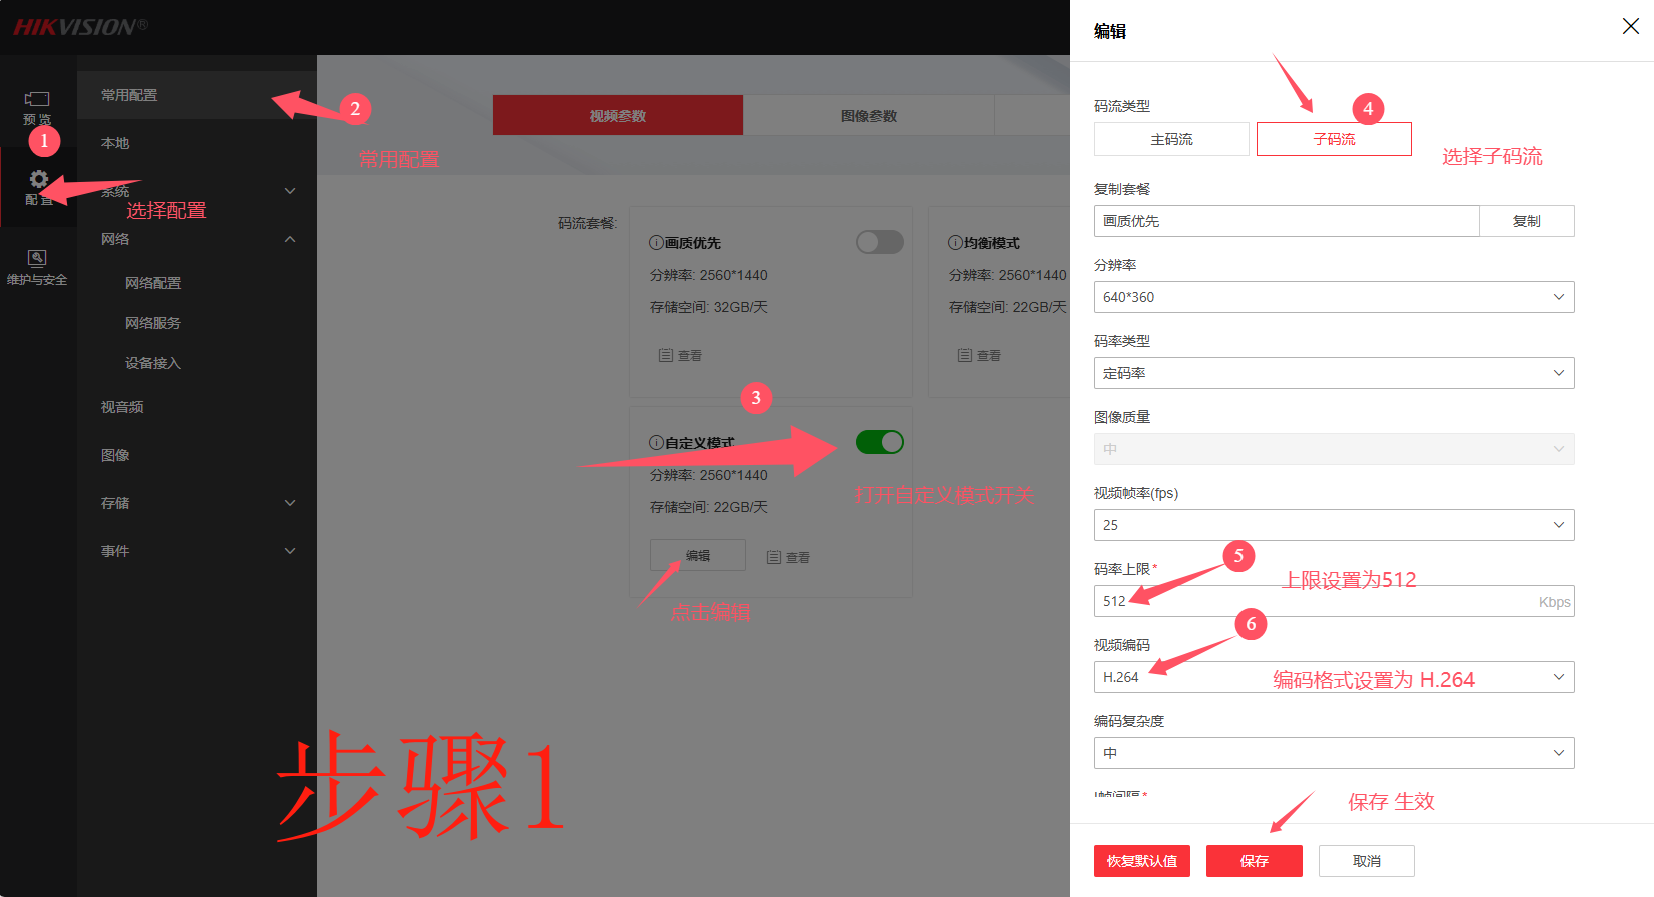 HIKVISION®
预览
1
配置
选择配置
维护与安全
常用配置
2
本地
系统
网络
网络配置
网络服务
设备接入
视音频
图像
存储
事件
视频参数
图像参数
常用配置
码流套餐:
画质优先
分辨率: 2560*1440
存储空间: 32GB/天
查看
均衡模式
分辨率: 2560*1440
存储空间: 22GB/天
查看
3
自定义模式
分辨率: 2560*1440
存储空间: 22GB/天
打开自定义模式开关
编辑
查看
点击编辑
步骤1
编辑
码流类型
4
主码流
子码流
选择子码流
复制套餐
画质优先
复制
分辨率
640*360
码率类型
定码率
图像质量
中
视频帧率(fps)
25
码率上限*
5
上限设置为512
512
Kbps
6
视频编码
H.264
编码格式设置为 H.264
编码复杂度
中
I帧间隔*
保存 生效
恢复默认值
保存
取消